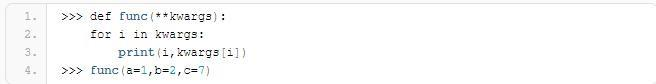 1. >>> def func(**kwargs):
2.     for i in kwargs:
3.         print(i,kwargs[i])
4. >>> func(a=1,b=2,c=7)